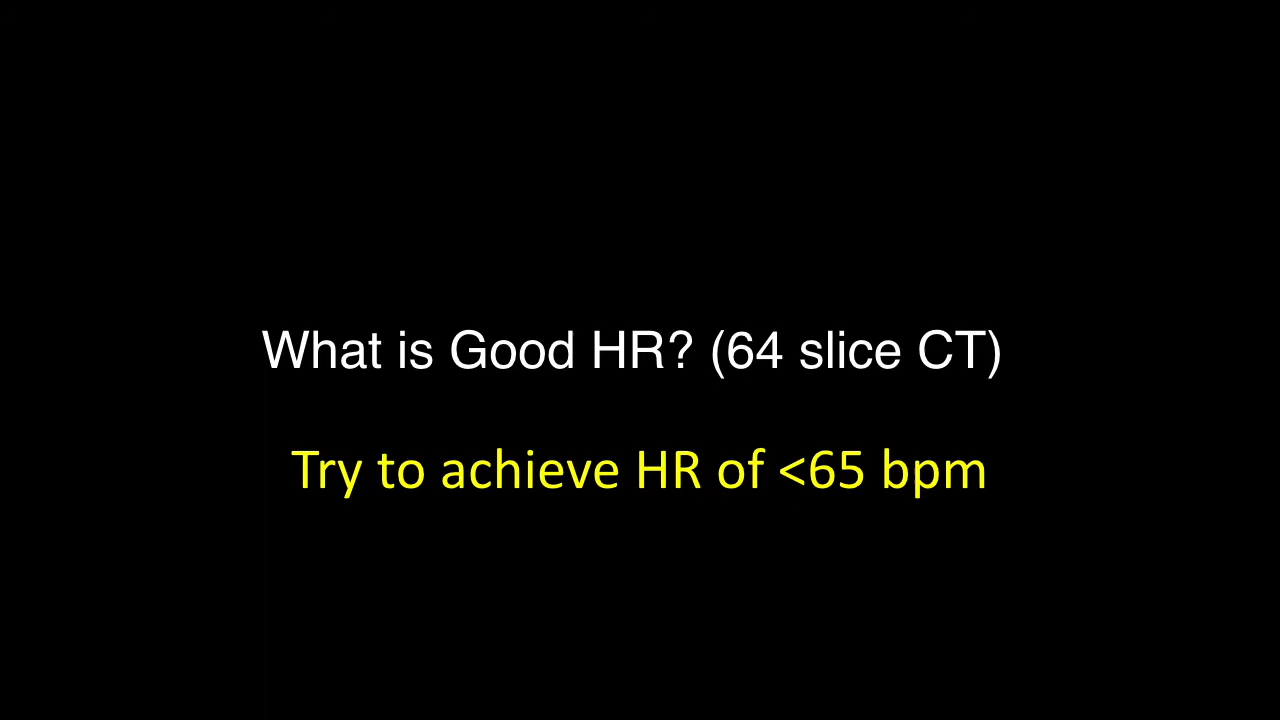 What is Good HR? (64 slice CT)
Try to achieve HR of <65 bpm